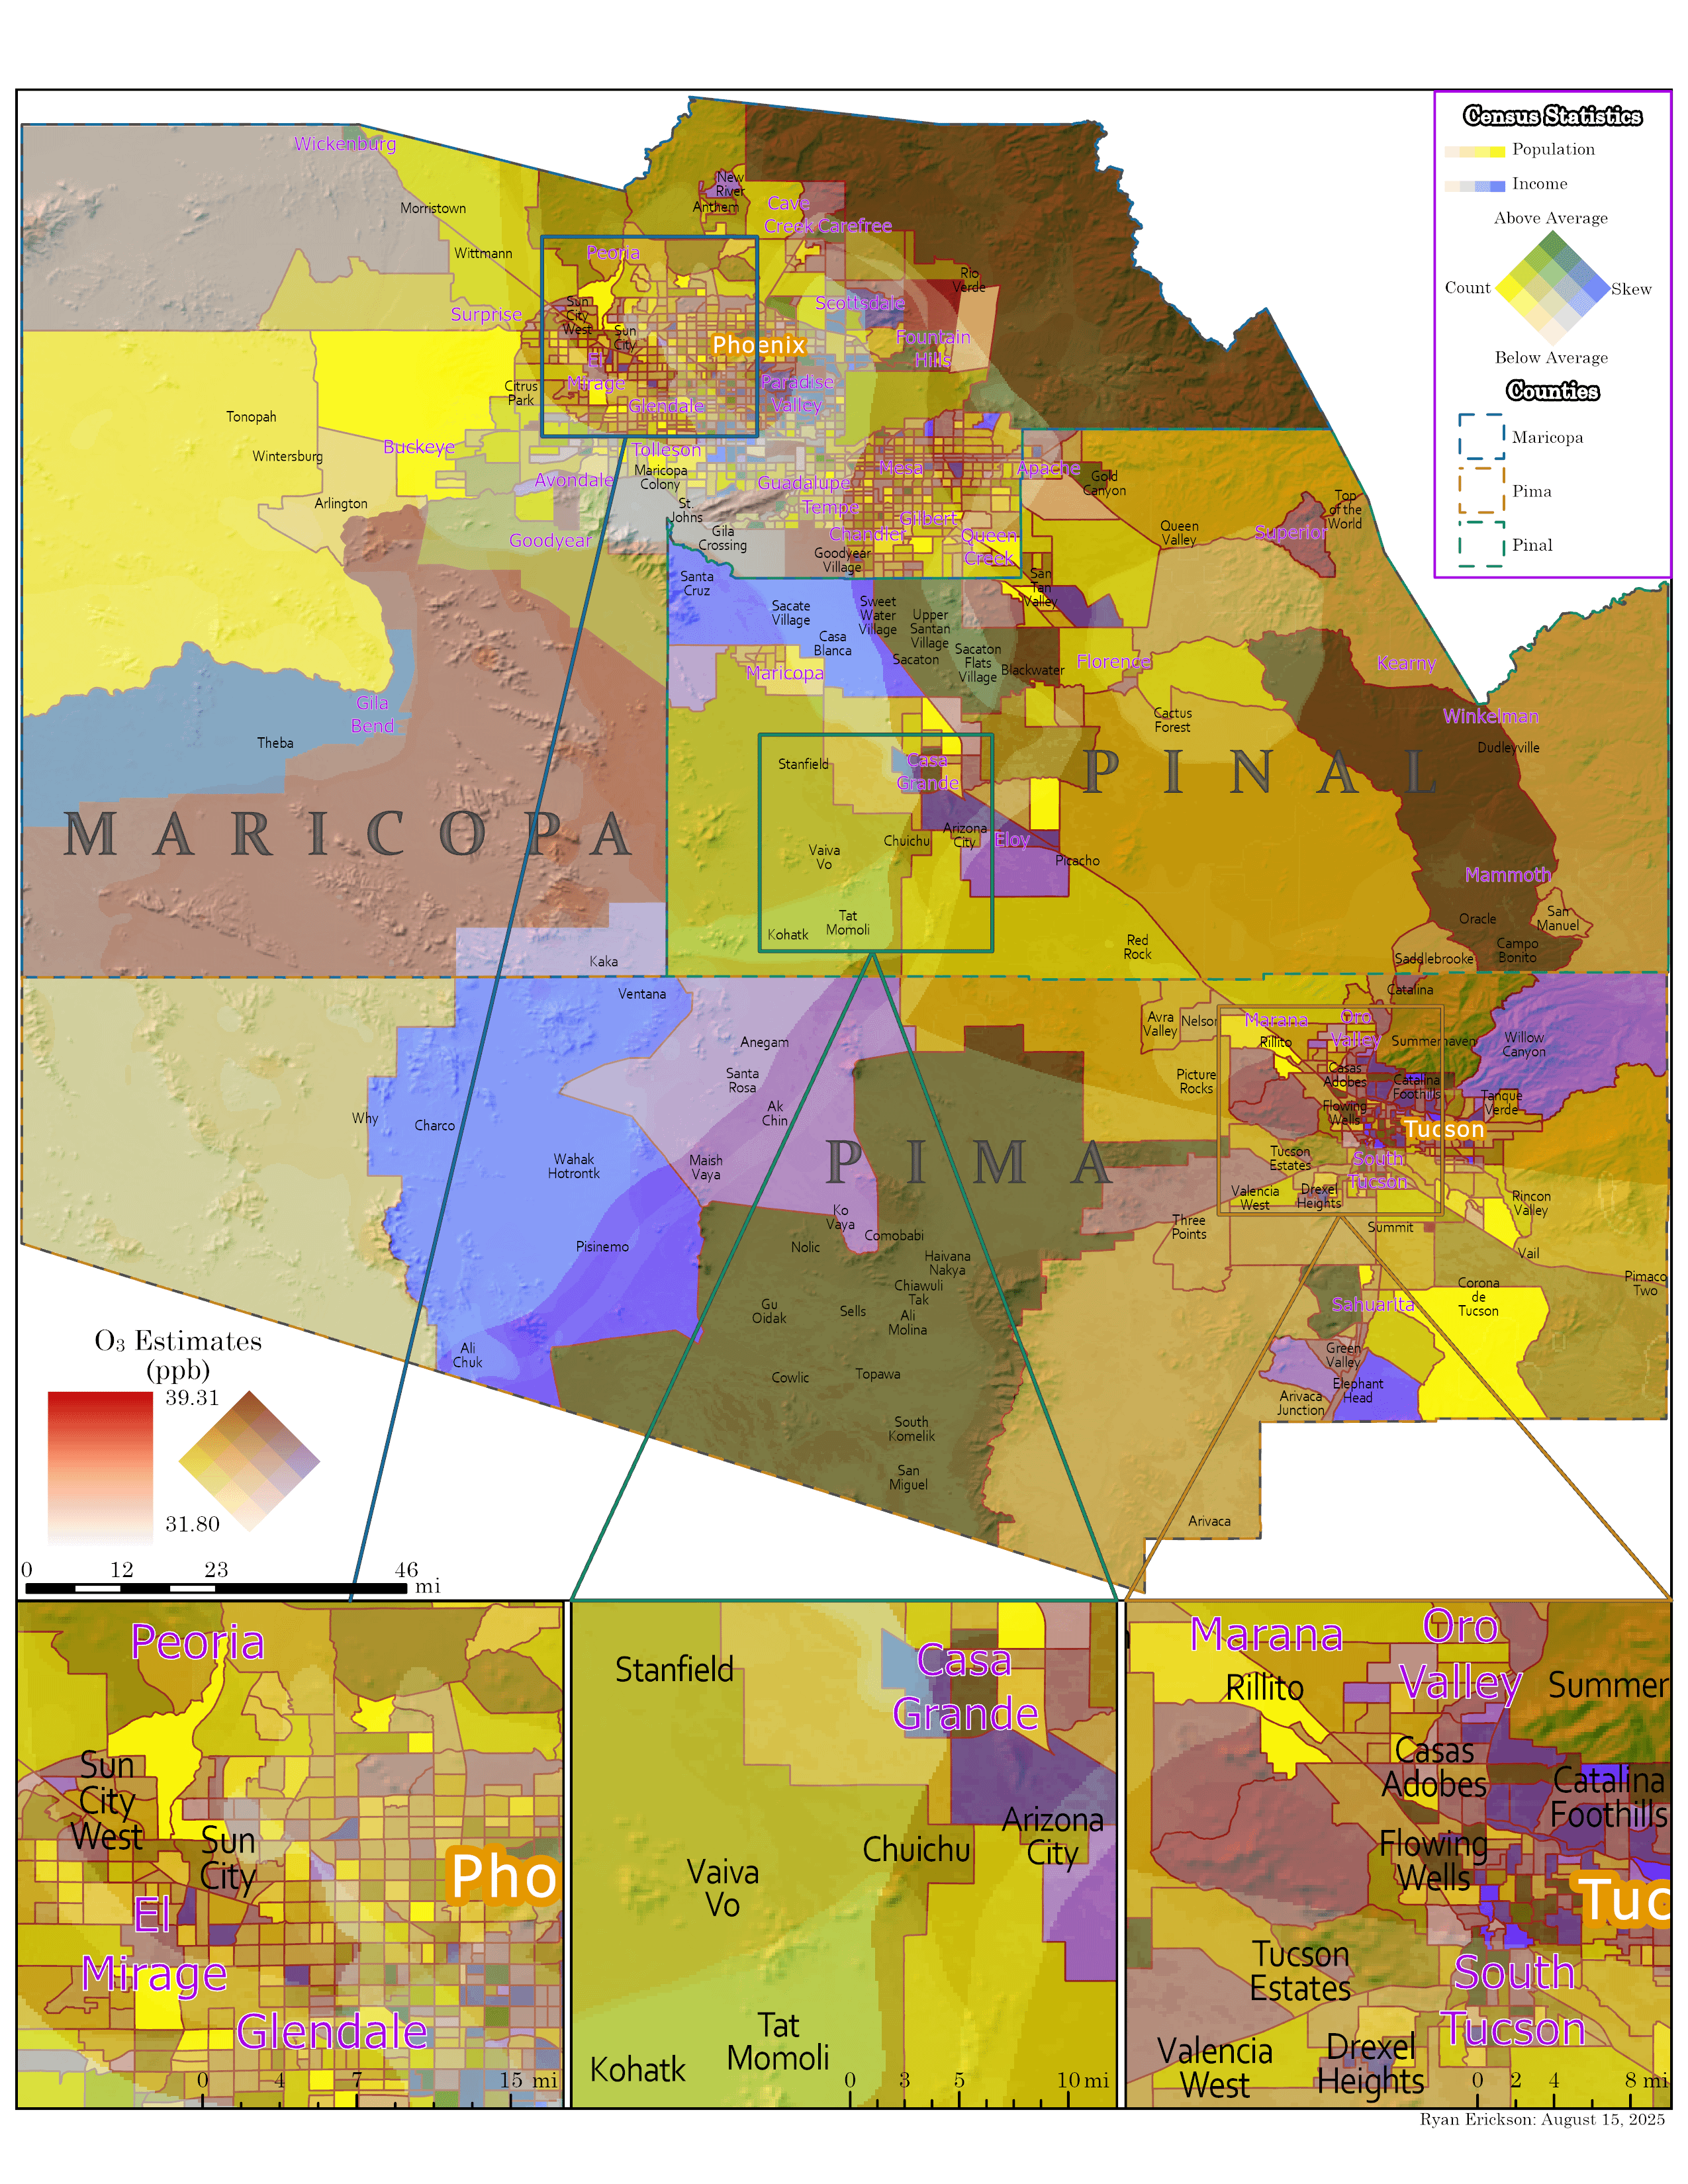 Census Statistics
Population
Income
Above Average
Count
Skew
Below Average
Counties
Maricopa
Pima
Pinal
Wickenburg
Morristown
Wittmann
New
River
Anthem
Cave
Creek
Carefree
Peoria
Rio
Verde
Surprise
Sun
City
West
Sun
City
Scottsdale
Phoenix
Fountain
Hills
El
Mirage
Citrus
Park
Paradise
Valley
Glendale
Tonopah
Wintersburg
Buckeye
Tolleson
Avondale
Maricopa
Colony
Arlington
Guadalupe
Tempe
Mesa
Apache
Gold
Canyon
St.
Johns
Gila
Crossing
Goodyear
Chandler
Gilbert
Queen
Creek
Goodyear
Village
Queen
Valley
Superior
Top
of the
World
Santa
Cruz
Sacate
Village
Casa
Blanca
Sweet
Water
Village
Upper
Santan
Village
San
Tan
Valley
Sacaton
Sacaton
Flats
Village
Blackwater
Florence
Kearny
Maricopa
Gila
Bend
Theba
Cactus
Forest
Winkelman
Dudleyville
Stanfield
Casa
Grande
PINAL
MARICOPA
Vaiva
Vo
Chuichu
Arizona
City
Eloy
Picacho
Mammoth
Kohatk
Tat
Momoli
Red
Rock
Oracle
San
Manuel
Campo
Bonito
Saddlebrooke
Kaka
Ventana
Catalina
Anegam
Santa
Rosa
Ak
Chin
Avra
Valley
Nelson
Marana
Rillito
Oro
Valley
Summerhaven
Willow
Canyon
Picture
Rocks
Casas
Adobes
Catalina
Foothills
Flowing
Wells
Tanque
Verde
Tucson
Why
Charco
Wahak
Hotrontk
Maish
Vaya
PIMA
Tucson
Estates
South
Tucson
Valencia
West
Drexel
Heights
Rincon
Valley
Three
Points
Summit
Vail
Ko
Vaya
Comobabi
Pisinemo
Nolic
Haivana
Nakya
Chiawuli
Tak
Gu
Oidak
Sells
Ali
Molina
Corona
de
Tucson
Pimaco
Two
Sahuarita
Green
Valley
Elephant
Head
Arivaca
Junction
Ali
Chuk
Cowlic
Topawa
South
Komelik
San
Miguel
Arivaca
O3 Estimates
(ppb)
39.31
31.80
0 12 23 46 mi
Peoria
Sun
City
West
Sun
City
Pho
El
Mirage
Glendale
0 4 7 15 mi
Stanfield
Casa
Grande
Arizona
City
Chuichu
Vaiva
Vo
Tat
Momoli
Kohatk
0 3 5 10 mi
Marana
Oro
Valley
Rillito
Summer
Casas
Adobes
Catalina
Foothills
Flowing
Wells
Tuc
Tucson
Estates
South
Tucson
Valencia
West
Drexel
Heights
0 2 4 8 mi
Ryan Erickson: August 15, 2025